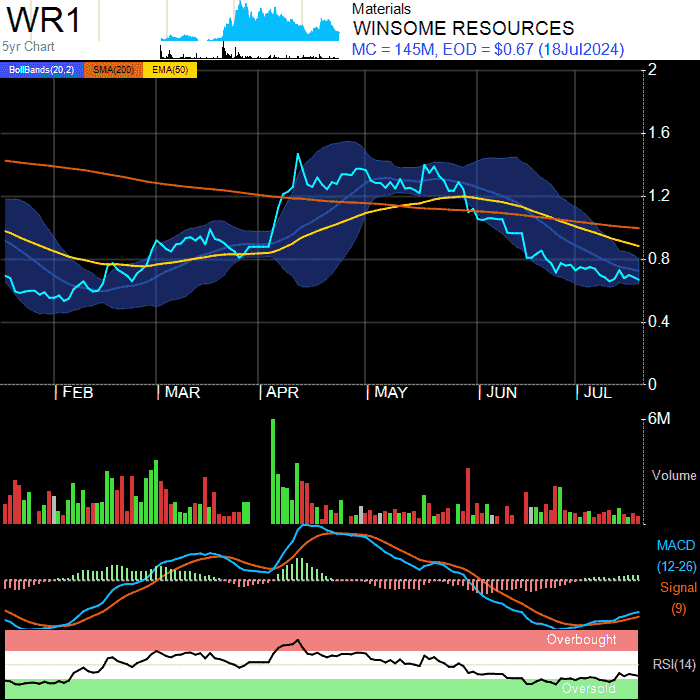 WR1
5yr Chart
Materials
WINSOME RESOURCES
MC = 145M, EOD = $0.67 (18Jul2024)
BollBands(20,2) SMA(200) EMA(50)
2
1.6
1.2
0.8
0.4
0
FEB MAR APR MAY JUN JUL
6M
Volume
MACD
(12-26)
Signal
(9)
Overbought
RSI(14)
Oversold